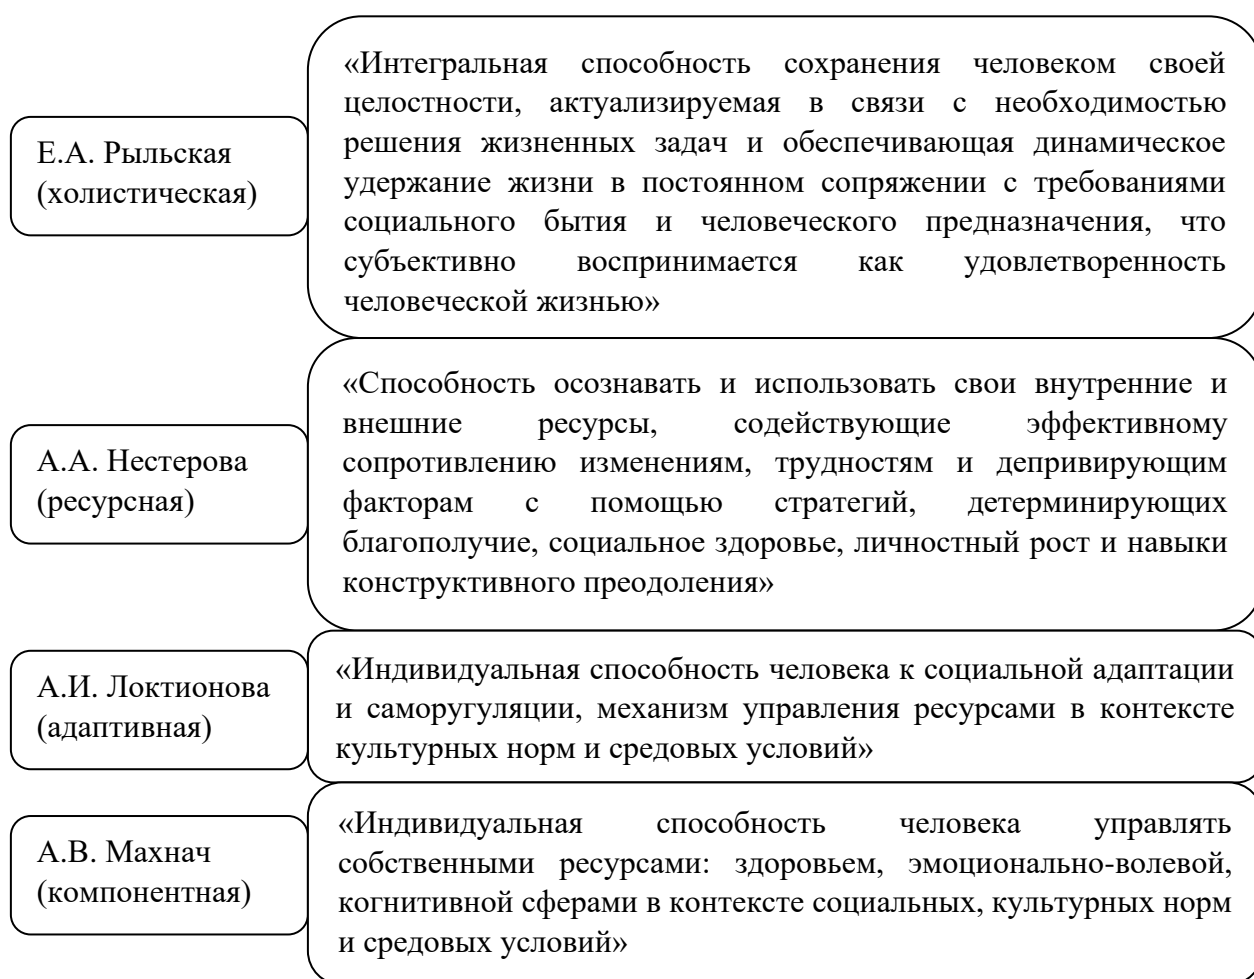 Е.А. Рыльская
(холистическая)
«Интегральная способность сохранения человеком своей
целостности, актуализируемая в связи с необходимостью
решения жизненных задач и обеспечивающая динамическое
удержание жизни в постоянном сопряжении с требованиями
социального бытия и человеческого предназначения, что
субъективно воспринимается как удовлетворенность
человеческой жизнью»
А.А. Нестерова
(ресурсная)
«Способность осознавать и использовать свои внутренние и
внешние ресурсы, содействующие эффективному
сопротивлению изменениям, трудностям и депривирующим
факторам с помощью стратегий, детерминирующих
благополучие, социальное здоровье, личностный рост и навыки
конструктивного преодоления»
А.И. Локтионова
(адаптивная)
«Индивидуальная способность человека к социальной адаптации
и саморугуляции, механизм управления ресурсами в контексте
культурных норм и средовых условий»
А.В. Махнач
(компонентная)
«Индивидуальная способность человека управлять
собственными ресурсами: здоровьем, эмоционально-волевой,
когнитивной сферами в контексте социальных, культурных норм
и средовых условий»